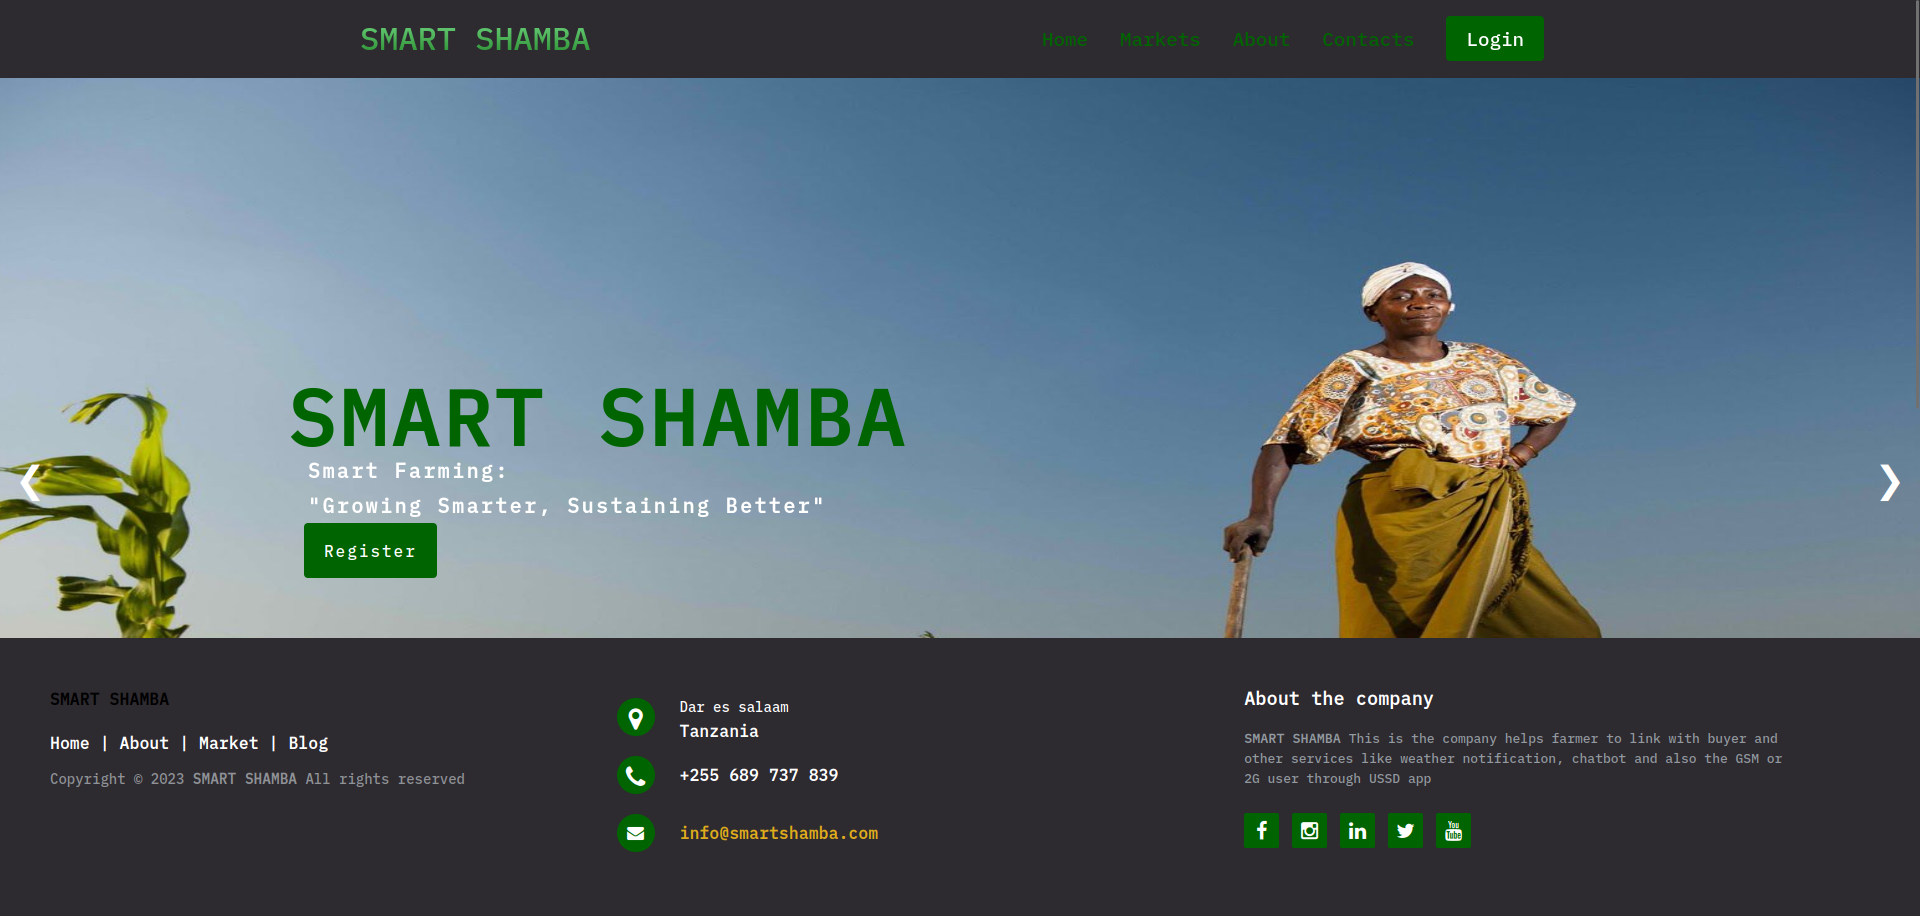 SMART SHAMBA
Home Markets About Contacts Login
SMART SHAMBA
Smart Farming:
"Growing Smarter, Sustaining Better"
Register
SMART SHAMBA
Home | About | Market | Blog
Copyright © 2023 SMART SHAMBA All rights reserved
Dar es salaam
Tanzania
+255 689 737 839
info@smartshamba.com
About the company
SMART SHAMBA This is the company helps farmer to link with buyer and
other services like weather notification, chatbot and also the GSM or
2G user through USSD app
You
Tube